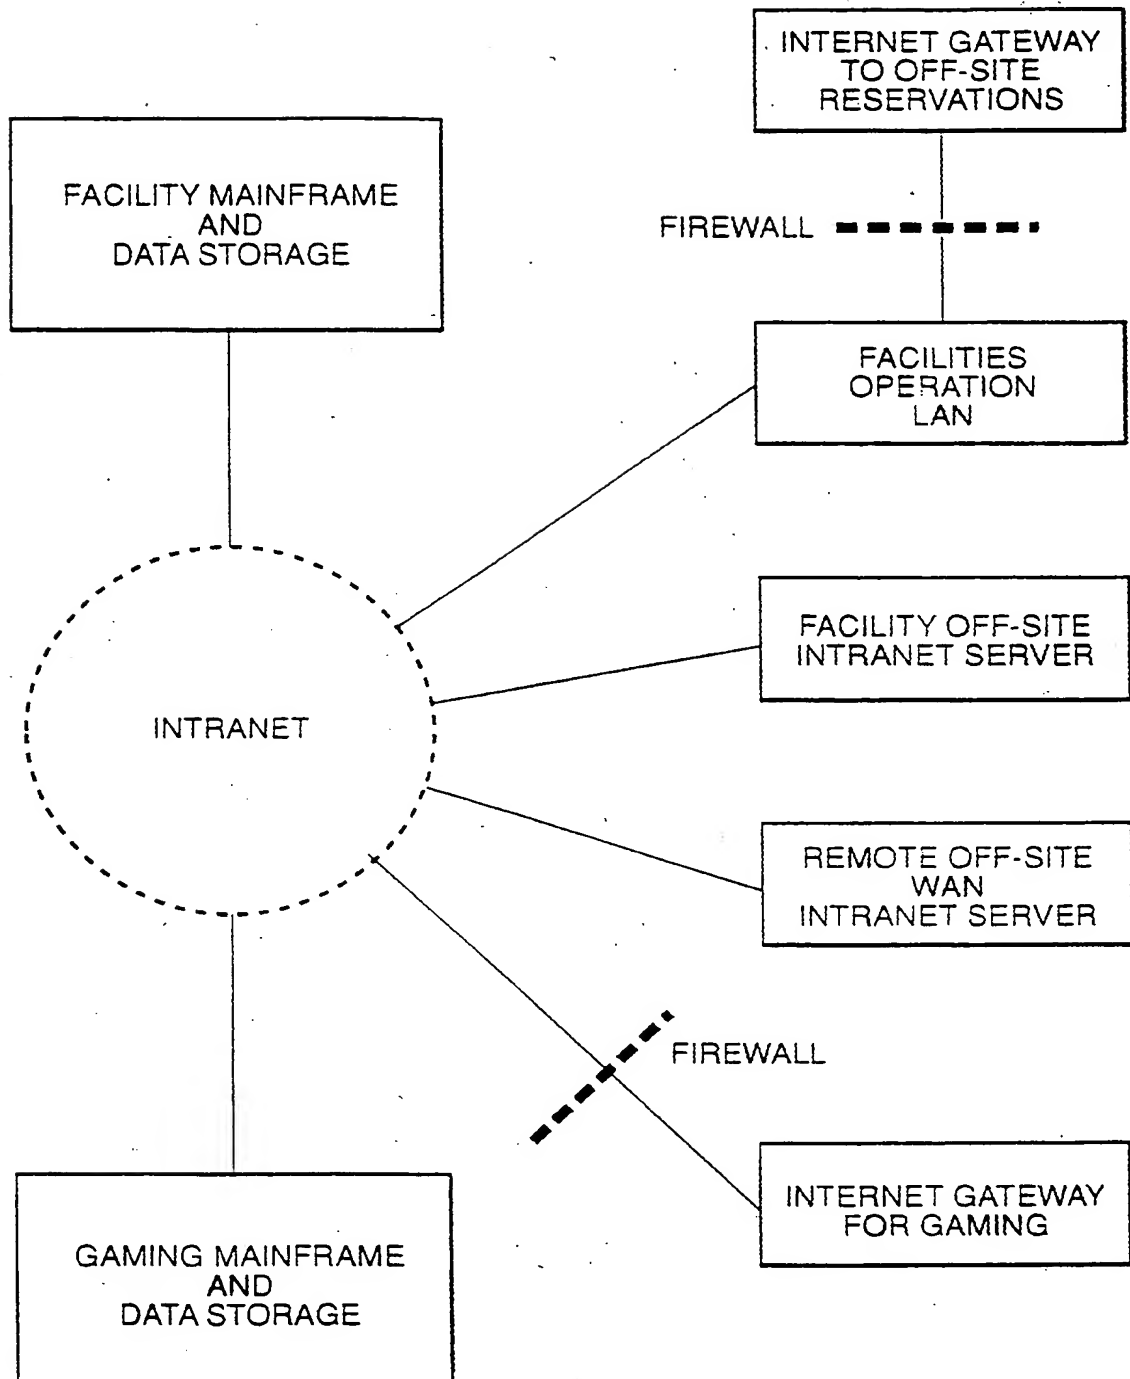 INTERNET GATEWAY
TO OFF-SITE
RESERVATIONS
FACILITY MAINFRAME
AND
DATA STORAGE
FIREWALL
FACILITIES
OPERATION
LAN
FACILITY OFF-SITE
INTRANET SERVER
INTRANET
REMOTE OFF-SITE
WAN
INTRANET SERVER
FIREWALL
INTERNET GATEWAY
FOR GAMING
GAMING MAINFRAME
AND
DATA STORAGE